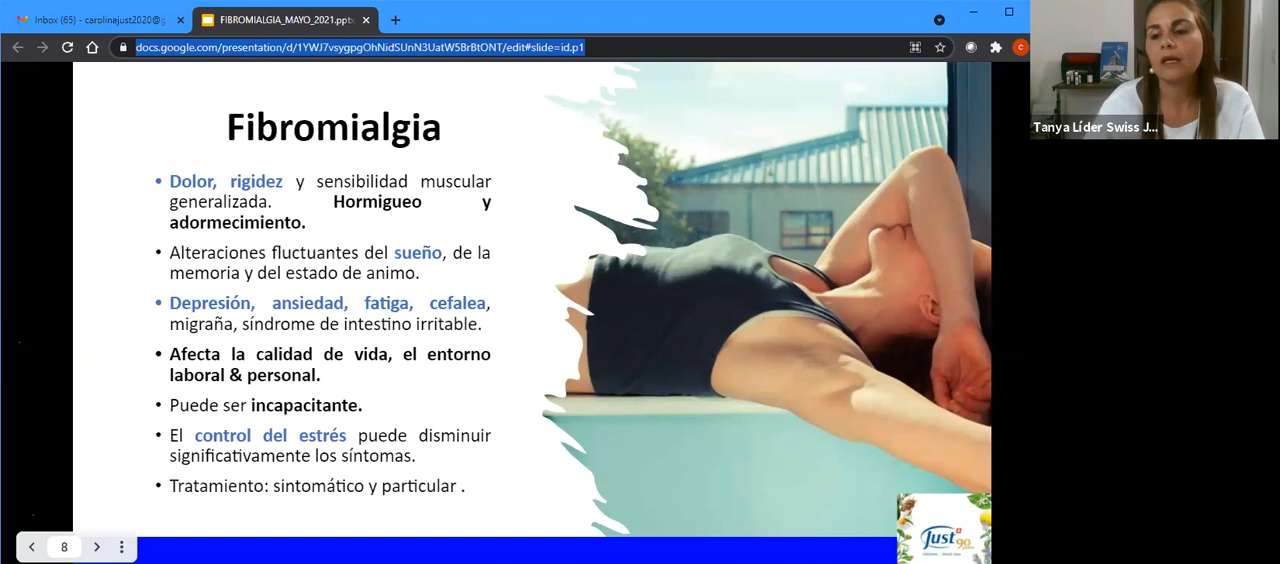 Inbox (65) - carolinajust2020@g
FIBROMIALGIA_MAYO_2021.pptx
docs.google.com/presentation/d/1YWJ7vsygpgOhNidSUnN3UatW5BrBtONT/edit#slide=id.p1
C
Tanya Líder Swiss J...
Fibromialgia
• Dolor, rigidez y sensibilidad muscular
generalizada. Hormigueo y
adormecimiento.
• Alteraciones fluctuantes del sueño, de la
memoria y del estado de animo.
• Depresión, ansiedad, fatiga, cefalea,
migraña, síndrome de intestino irritable.
• Afecta la calidad de vida, el entorno
laboral & personal.
• Puede ser incapacitante.
• El control del estrés puede disminuir
significativamente los síntomas.
• Tratamiento: sintomático y particular .
8
Just
90